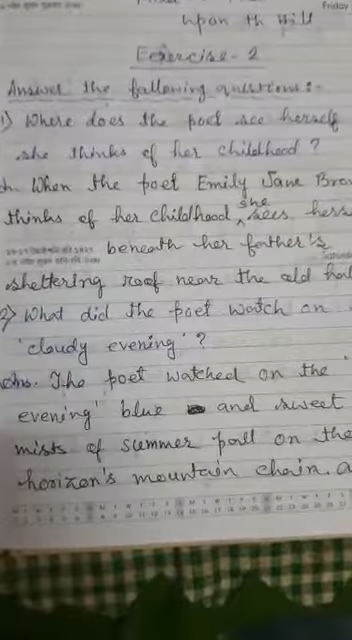 upon th Hill
Friday
Exercise - 2
Answer the following questions:-
1) Where does the poet see herself
she thinks of her childhood?
When the poet Emily Jane Bron
thinks of her childhood, she sees hers
beneath her father's
sheltering roof near the old hal
2) What did the poet watch on
'cloudy evening'?
Ans. The poet watched on the '
evening' blue and sweet
mists of summer fall on the
horizon's mountain chain. a